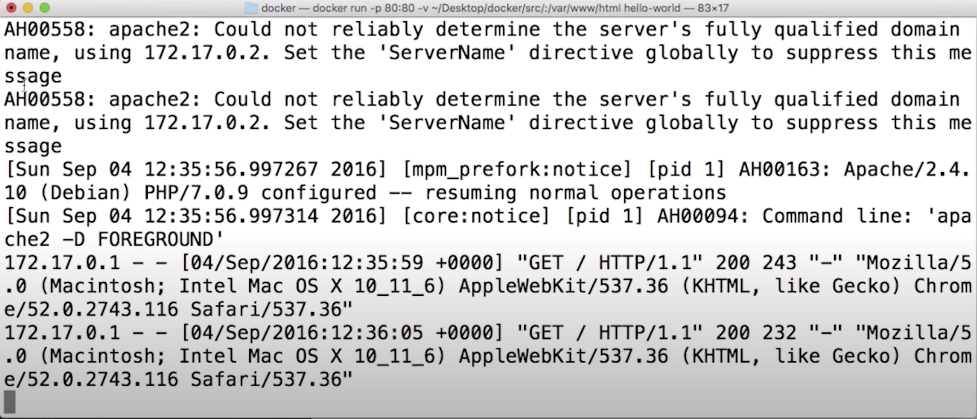 docker — docker run -p 80:80 -v ~/Desktop/docker/src/:/var/www/html hello-world — 83×17
AH00558: apache2: Could not reliably determine the server's fully qualified domain
name, using 172.17.0.2. Set the 'ServerName' directive globally to suppress this me
ssage
AH00558: apache2: Could not reliably determine the server's fully qualified domain
name, using 172.17.0.2. Set the 'ServerName' directive globally to suppress this me
ssage
[Sun Sep 04 12:35:56.997267 2016] [mpm_prefork:notice] [pid 1] AH00163: Apache/2.4.
10 (Debian) PHP/7.0.9 configured -- resuming normal operations
[Sun Sep 04 12:35:56.997314 2016] [core:notice] [pid 1] AH00094: Command line: 'apa
che2 -D FOREGROUND'
172.17.0.1 - - [04/Sep/2016:12:35:59 +0000] "GET / HTTP/1.1" 200 243 "-" "Mozilla/5
.0 (Macintosh; Intel Mac OS X 10_11_6) AppleWebKit/537.36 (KHTML, like Gecko) Chrom
e/52.0.2743.116 Safari/537.36"
172.17.0.1 - - [04/Sep/2016:12:36:05 +0000] "GET / HTTP/1.1" 200 232 "-" "Mozilla/5
.0 (Macintosh; Intel Mac OS X 10_11_6) AppleWebKit/537.36 (KHTML, like Gecko) Chrom
e/52.0.2743.116 Safari/537.36"